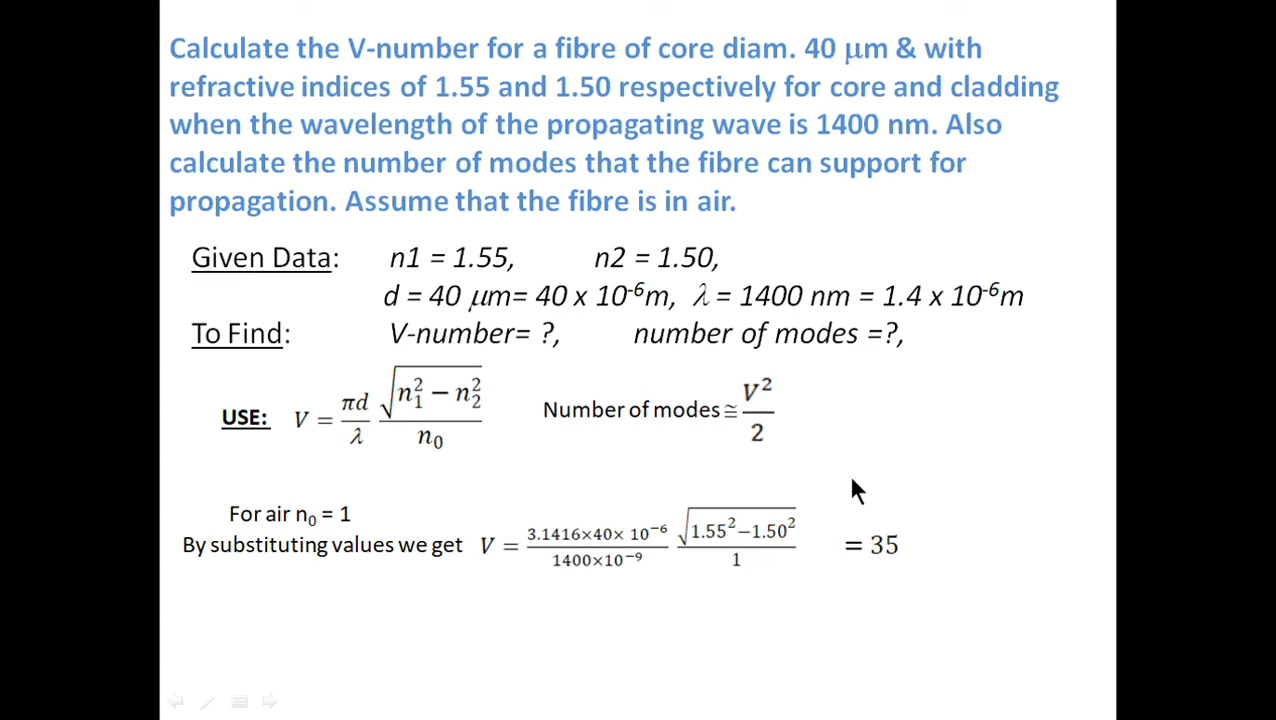 Calculate the V-number for a fibre of core diam. 40 μm & with
refractive indices of 1.55 and 1.50 respectively for core and cladding
when the wavelength of the propagating wave is 1400 nm. Also
calculate the number of modes that the fibre can support for
propagation. Assume that the fibre is in air.
Given Data: n1 = 1.55, n2 = 1.50,
d = 40 μm= 40 x 10⁻⁶m, λ = 1400 nm = 1.4 x 10⁻⁶m
To Find: V-number= ?, number of modes =?,
USE: V = πd/λ √(n₁² − n₂²)/n₀ Number of modes ≅ V²/2
For air n₀ = 1
By substituting values we get V = 3.1416×40× 10⁻⁶/1400×10⁻⁹ √(1.55²−1.50²)/1 = 35